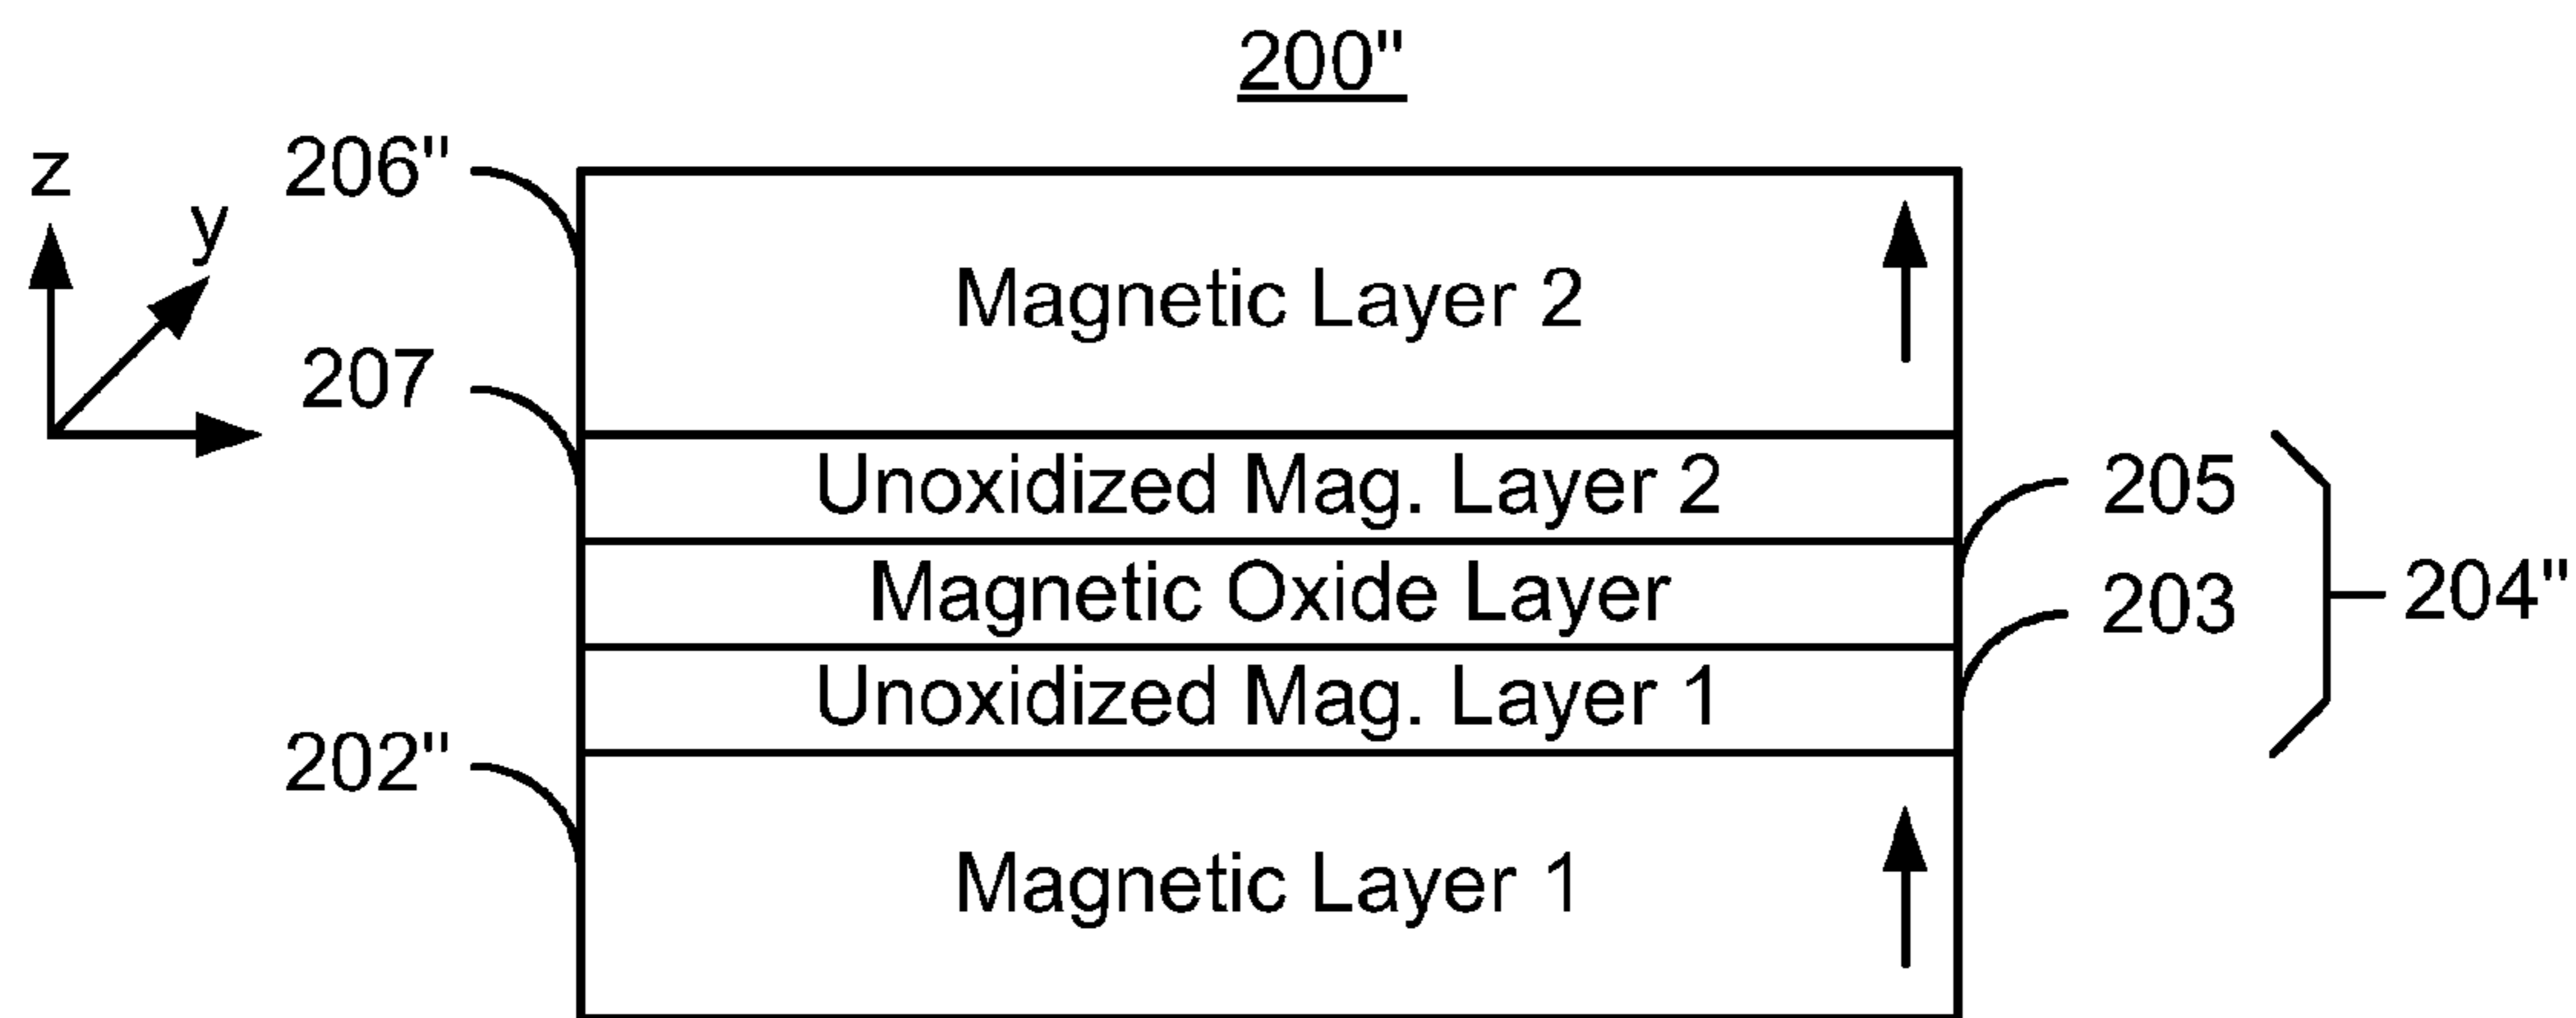 200"
z
y
206"
Magnetic Layer 2
207
Unoxidized Mag. Layer 2
205
Magnetic Oxide Layer
203
204"
Unoxidized Mag. Layer 1
202"
Magnetic Layer 1